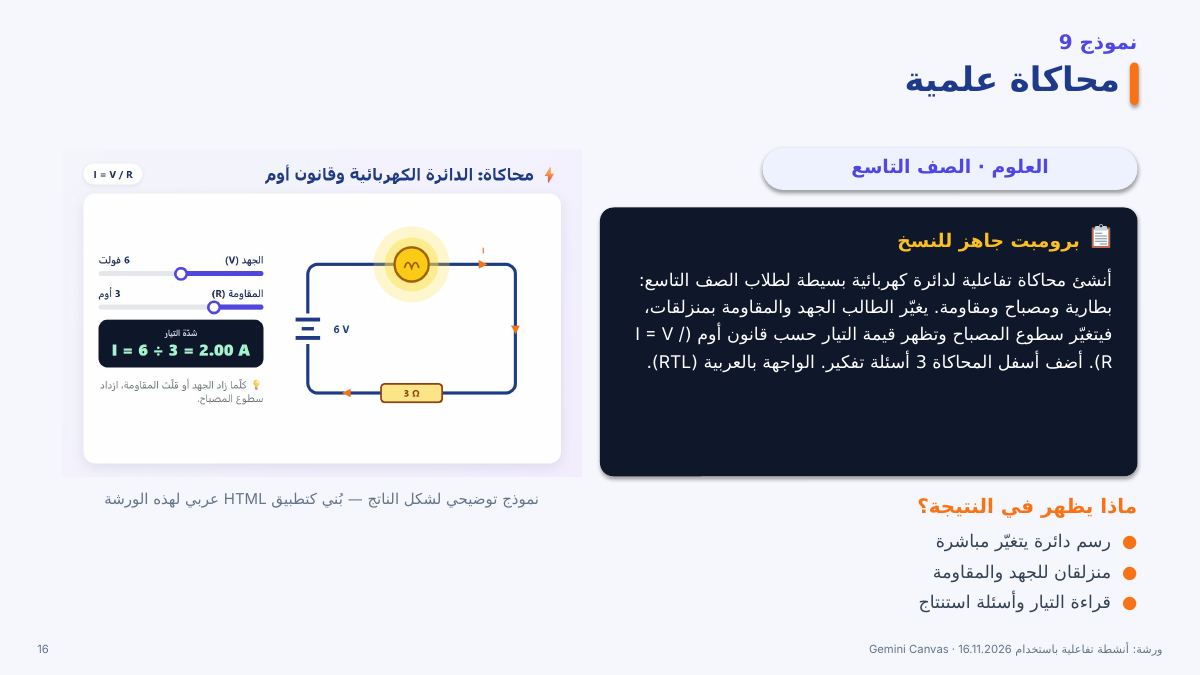 نموذج 9
محاكاة علمية
العلوم · الصف التاسع
📋 برومبت جاهز للنسخ
أنشئ محاكاة تفاعلية لدائرة كهربائية بسيطة لطلاب الصف التاسع:
بطارية ومصباح ومقاومة. يغيّر الطالب الجهد والمقاومة بمنزلقات،
فيتغيّر سطوع المصباح وتظهر قيمة التيار حسب قانون أوم (I = V /
R). أضف أسفل المحاكاة 3 أسئلة تفكير. الواجهة بالعربية (RTL).
ماذا يظهر في النتيجة؟
رسم دائرة يتغيّر مباشرة
منزلقان للجهد والمقاومة
قراءة التيار وأسئلة استنتاج
محاكاة: الدائرة الكهربائية وقانون أوم
I = V / R
I
6 V
3 Ω
الجهد (V) 6 فولت
المقاومة (R) 3 أوم
شدّة التيار
I = 6 ÷ 3 = 2.00 A
💡 كلّما زاد الجهد أو قلّت المقاومة، ازداد
سطوع المصباح.
نموذج توضيحي لشكل الناتج — بُني كتطبيق HTML عربي لهذه الورشة
ورشة: أنشطة تفاعلية باستخدام Gemini Canvas · 16.11.2026
16